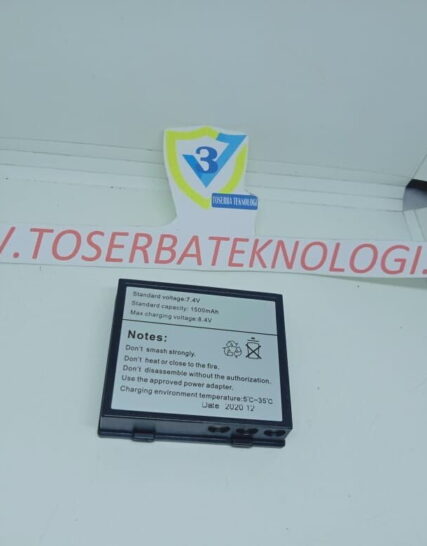 3
TOSERBA TEKNOLOGI
.TOSERBATEKNOLOGI.
Standard voltage:7.4V
Standard capacity: 1500mAh
Max charging voltage:8.4V
Notes:
Don't smash strongly.
Don't heat or close to the fire.
Don't disassemble without the authorization.
Use the approved power adapter.
Charging environment temperature:5℃~35℃
Date 2020 12